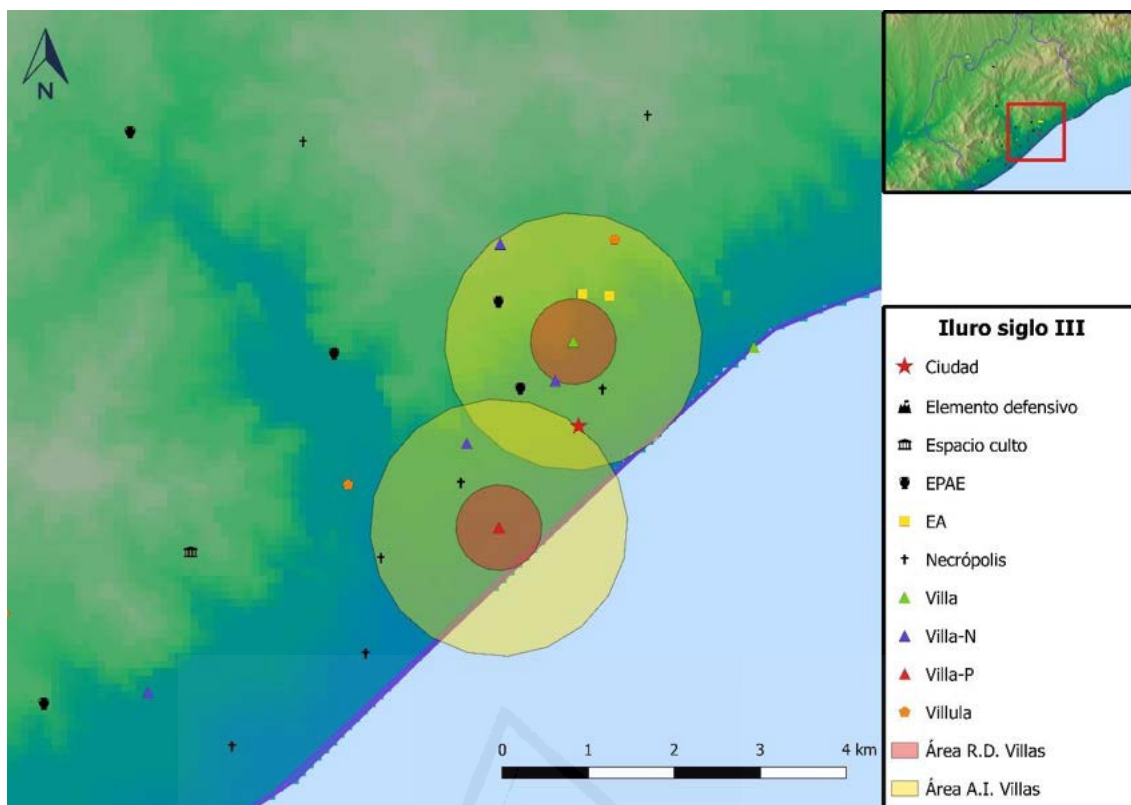 N
Iluro siglo III
Ciudad
Elemento defensivo
Espacio culto
EPAE
EA
Necrópolis
Villa
Villa-N
Villa-P
Villula
Área R.D. Villas
Área A.I. Villas
0 1 2 3 4 km